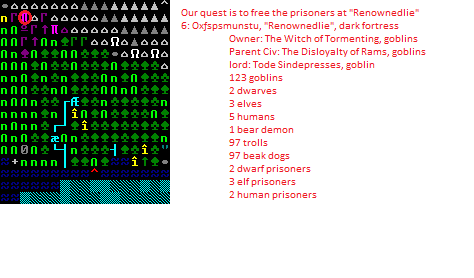 Our quest is to free the prisoners at "Renownedlie"
6: Oxfspsmunstu, "Renownedlie", dark fortress
Owner: The Witch of Tormenting, goblins
Parent Civ: The Disloyalty of Rams, goblins
lord: Tode Sindepresses, goblin
123 goblins
2 dwarves
3 elves
5 humans
1 bear demon
97 trolls
97 beak dogs
2 dwarf prisoners
3 elf prisoners
2 human prisoners